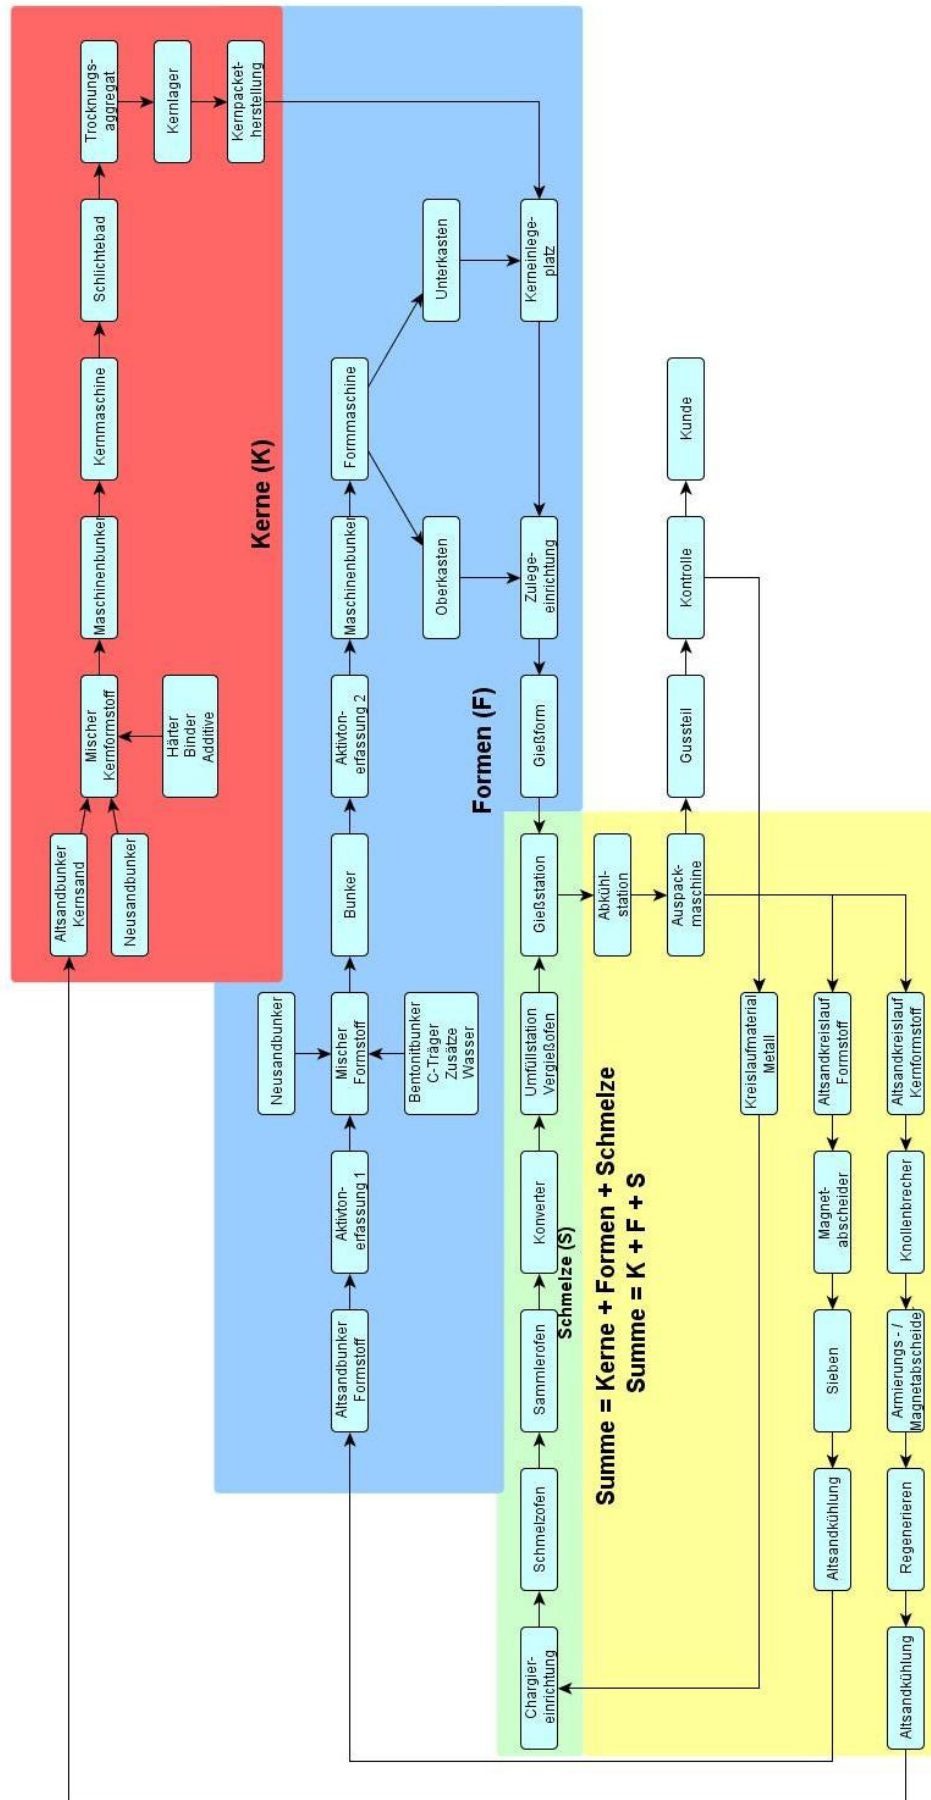 Altsandbunker
Kernsand
Neusandbunker
Mischer
Kernformstoff
Härter
Binder
Additive
Maschinenbunker
Kernmaschine
Schlichtebad
Trocknungs-
aggregat
Kernlager
Kernpacket-
herstellung
Kerne (K)
Altsandbunker
Formstoff
Aktivton-
erfassung 1
Neusandbunker
Mischer
Formstoff
Bentonitbunker
C-Träger
Zusätze
Wasser
Bunker
Aktivton-
erfassung 2
Maschinenbunker
Formmaschine
Oberkasten
Unterkasten
Kerneinlege-
platz
Zulege-
einrichtung
Gießform
Formen (F)
Chargier-
einrichtung
Schmelzofen
Sammlerofen
Konverter
Umfüllstation
Vergießofen
Gießstation
Schmelze (S)
Summe = Kerne + Formen + Schmelze
Summe = K + F + S
Abkühl-
station
Auspack-
maschine
Gussteil
Kontrolle
Kunde
Kreislaufmaterial
Metall
Altsandkreislauf
Formstoff
Magnet-
abscheider
Sieben
Altsandkühlung
Altsandkreislauf
Kernformstoff
Knollenbrecher
Armierungs - /
Magnetabscheider
Regenerieren
Altsandkühlung